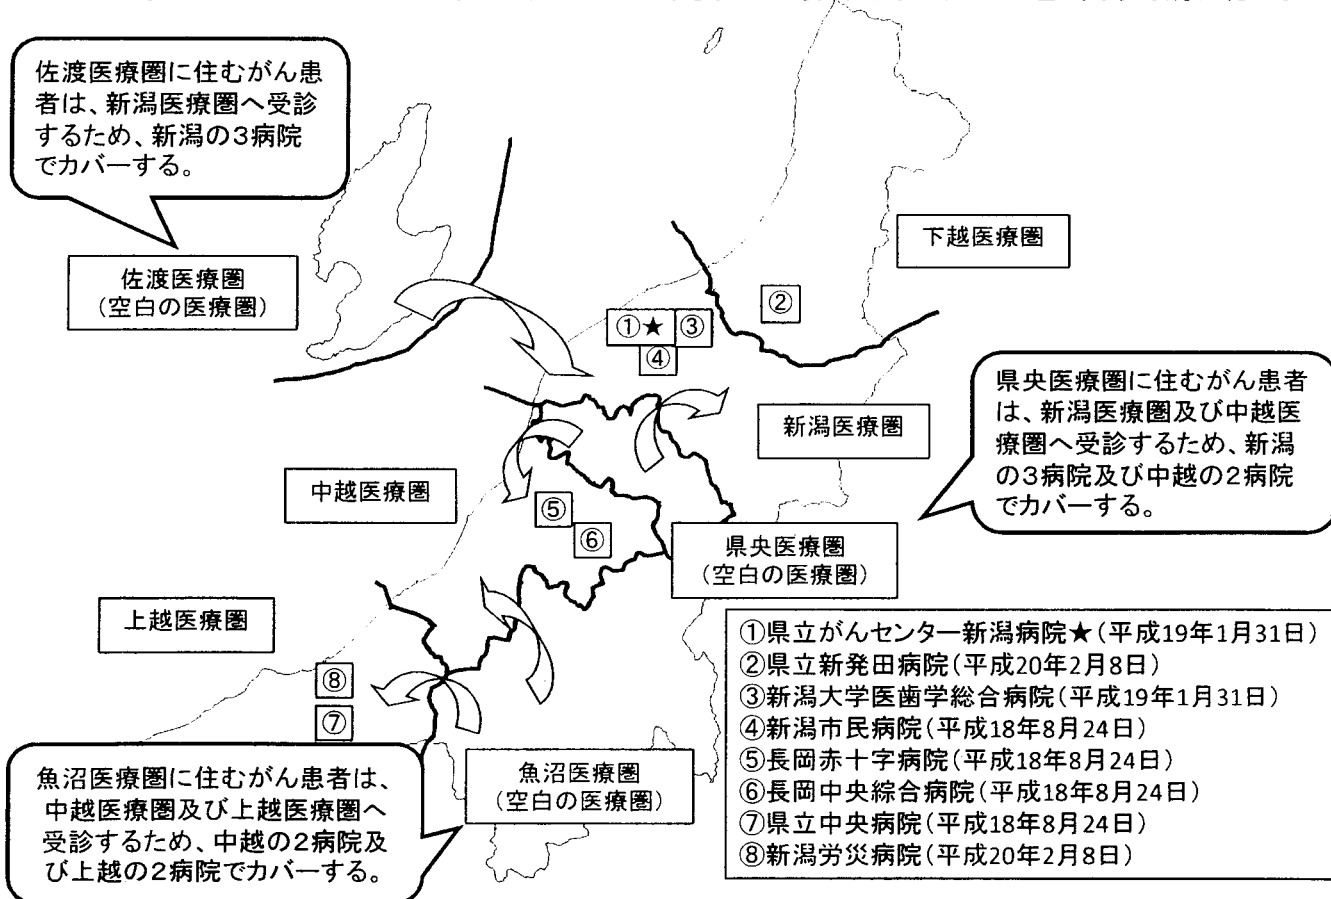 佐渡医療圏に住むがん患
者は、新潟医療圏へ受診
するため、新潟の3病院
でカバーする。
佐渡医療圏
(空白の医療圏)
下越医療圏
②
①★
③
④
県央医療圏に住むがん患者
は、新潟医療圏及び中越医
療圏へ受診するため、新潟
の3病院及び中越の2病院
でカバーする。
新潟医療圏
中越医療圏
⑤
⑥
県央医療圏
(空白の医療圏)
上越医療圏
⑧
⑦
魚沼医療圏に住むがん患者は、
中越医療圏及び上越医療圏へ
受診するため、中越の2病院及
び上越の2病院でカバーする。
魚沼医療圏
(空白の医療圏)
①県立がんセンター新潟病院★(平成19年1月31日)
②県立新発田病院(平成20年2月8日)
③新潟大学医歯学総合病院(平成19年1月31日)
④新潟市民病院(平成18年8月24日)
⑤長岡赤十字病院(平成18年8月24日)
⑥長岡中央綜合病院(平成18年8月24日)
⑦県立中央病院(平成18年8月24日)
⑧新潟労災病院(平成20年2月8日)